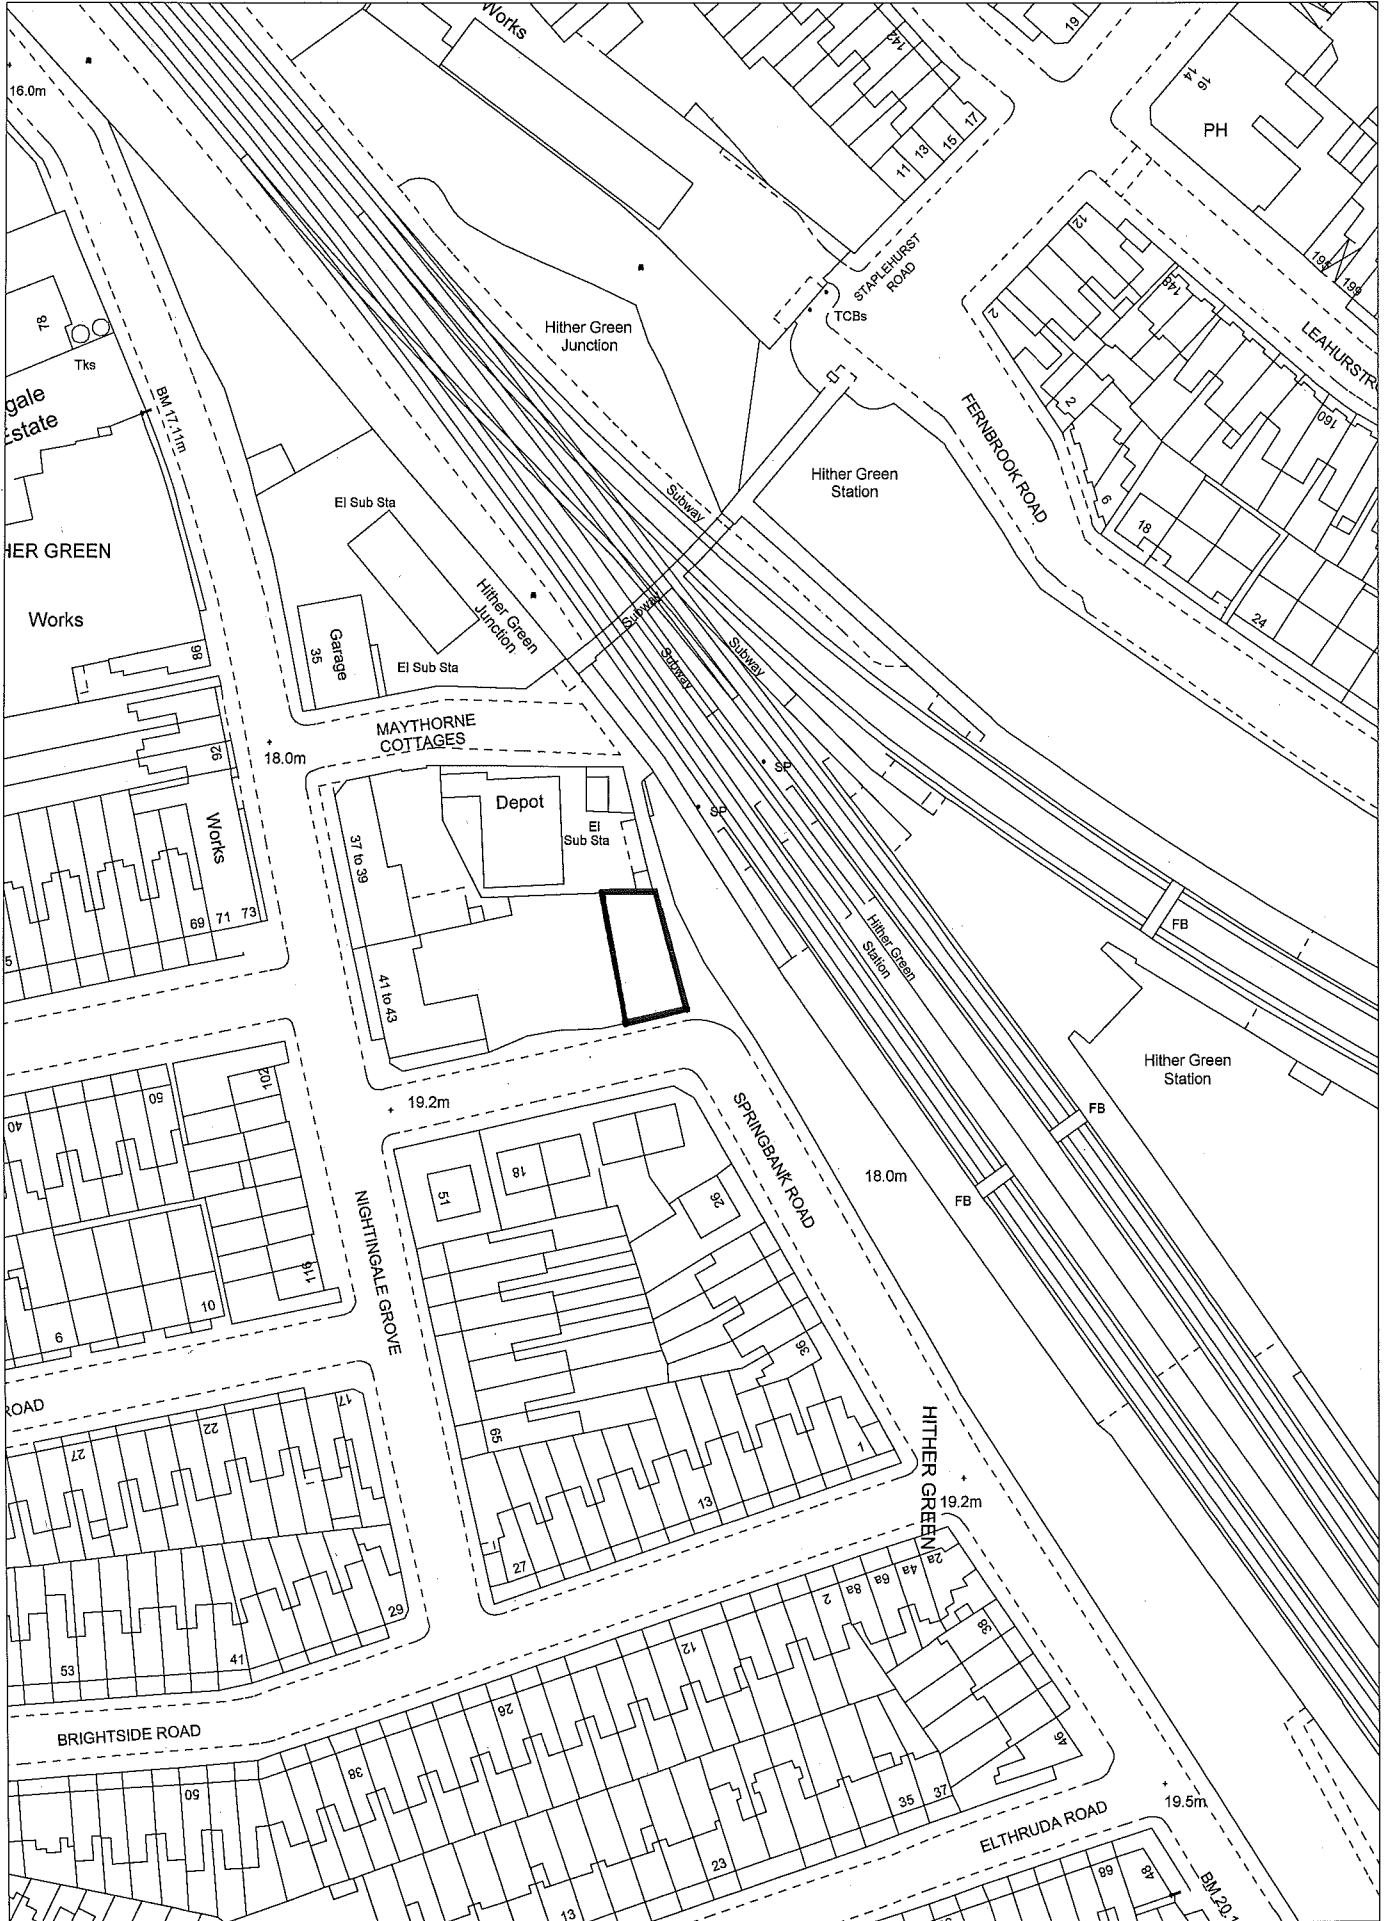 Works
19
142
16.0m
14
16
PH
17
15
13
11
12
STAPLEHURST
ROAD
195
199
148
TCBs
2
LEAHURST R
Hither Green
Junction
78
Tks
gale
Estate
BM 17.11m
2
160
FERNBROOK ROAD
Hither Green
Station
Subway
6
18
El Sub Sta
HER GREEN
Hither Green
Junction
Subway
24
Works
Garage
35
El Sub Sta
Subway
Subway
98
MAYTHORNE
COTTAGES
92
18.0m
SP
SP
Depot
El
Sub Sta
Works
37 to 39
69
71
73
5
Hither Green
Station
FB
41 to 43
Hither Green
Station
102
50
40
19.2m
FB
SPRINGBANK ROAD
18.0m
FB
51
18
26
NIGHTINGALE GROVE
116
10
6
36
ROAD
17
22
27
65
1
HITHER GREEN
13
19.2m
27
2a
4a
6a
8a
2
29
12
38
53
41
26
BRIGHTSIDE ROAD
46
38
50
35
37
19.5m
ELTHRUDA ROAD
23
68
48
BM 20.1
13